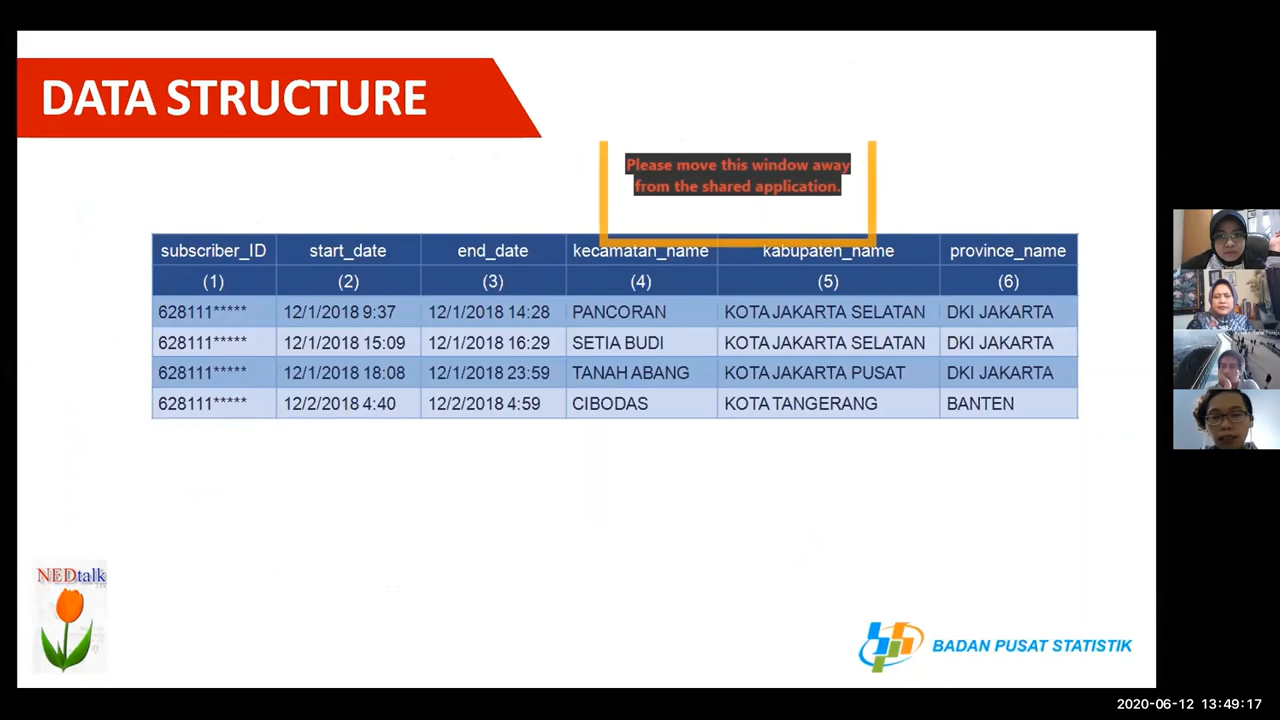 DATA STRUCTURE
Please move this window away
from the shared application.
subscriber_ID start_date end_date kecamatan_name kabupaten_name province_name
(1) (2) (3) (4) (5) (6)
628111***** 12/1/2018 9:37 12/1/2018 14:28 PANCORAN KOTA JAKARTA SELATAN DKI JAKARTA
628111***** 12/1/2018 15:09 12/1/2018 16:29 SETIA BUDI KOTA JAKARTA SELATAN DKI JAKARTA
628111***** 12/1/2018 18:08 12/1/2018 23:59 TANAH ABANG KOTA JAKARTA PUSAT DKI JAKARTA
628111***** 12/2/2018 4:40 12/2/2018 4:59 CIBODAS KOTA TANGERANG BANTEN
NEDtalk
BADAN PUSAT STATISTIK
2020-06-12 13:49:17